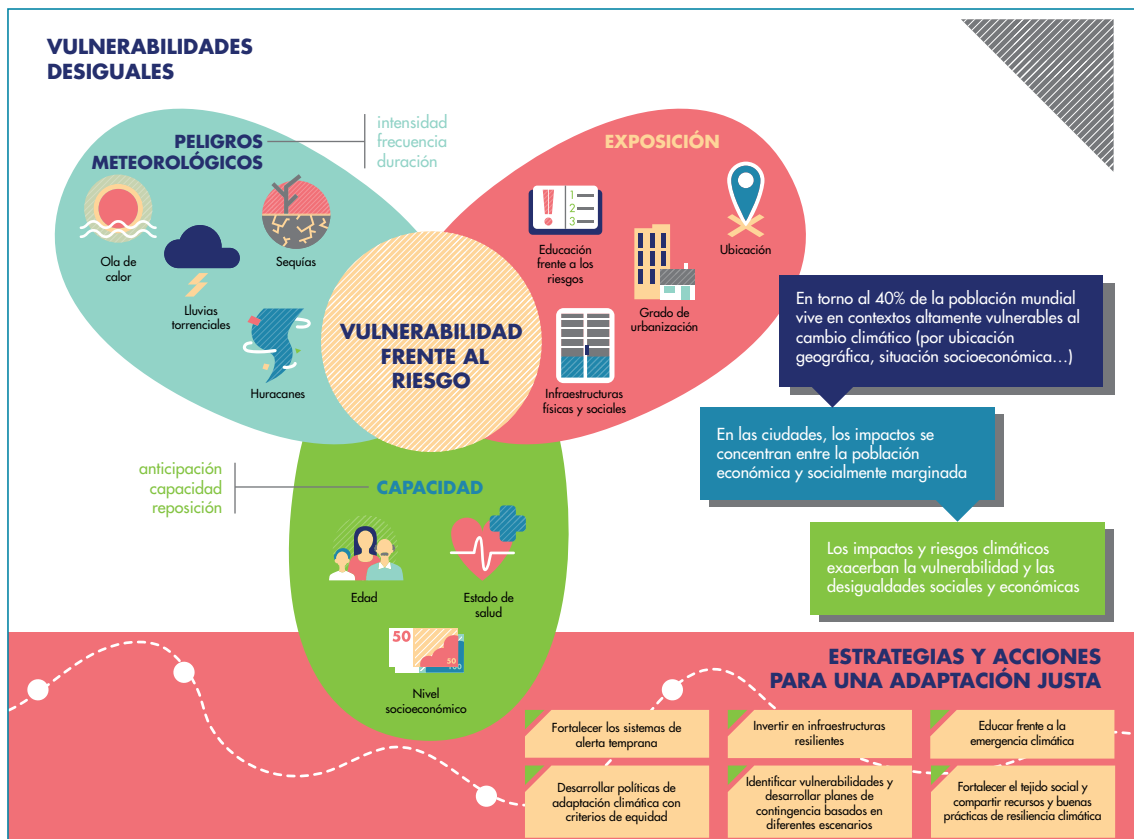 VULNERABILIDADES
DESIGUALES
PELIGROS
METEOROLÓGICOS
intensidad
frecuencia
duración
Ola de
calor
Lluvias
torrenciales
Sequías
Huracanes
EXPOSICIÓN
1
2
3
Educación
frente a los
riesgos
Grado de
urbanización
Ubicación
Infraestructuras
físicas y sociales
VULNERABILIDAD
FRENTE AL
RIESGO
anticipación
capacidad
reposición
CAPACIDAD
Edad
Estado de
salud
50
50
100
Nivel
socioeconómico
En torno al 40% de la población mundial
vive en contextos altamente vulnerables al
cambio climático (por ubicación
geográfica, situación socioeconómica...)
En las ciudades, los impactos se
concentran entre la población
económica y socialmente marginada
Los impactos y riesgos climáticos
exacerban la vulnerabilidad y las
desigualdades sociales y económicas
ESTRATEGIAS Y ACCIONES
PARA UNA ADAPTACIÓN JUSTA
Fortalecer los sistemas de
alerta temprana
Invertir en infraestructuras
resilientes
Educar frente a la
emergencia climática
Desarrollar políticas de
adaptación climática con
criterios de equidad
Identificar vulnerabilidades y
desarrollar planes de
contingencia basados en
diferentes escenarios
Fortalecer el tejido social y
compartir recursos y buenas
prácticas de resiliencia climática